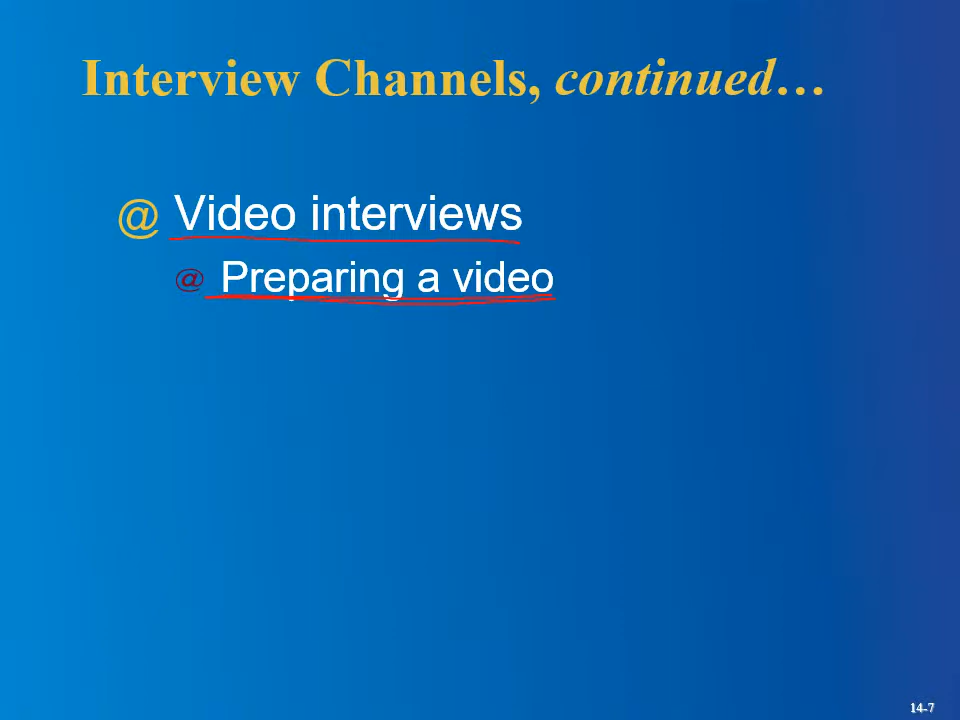 Interview Channels, continued…
@ Video interviews
@ Preparing a video
14-7